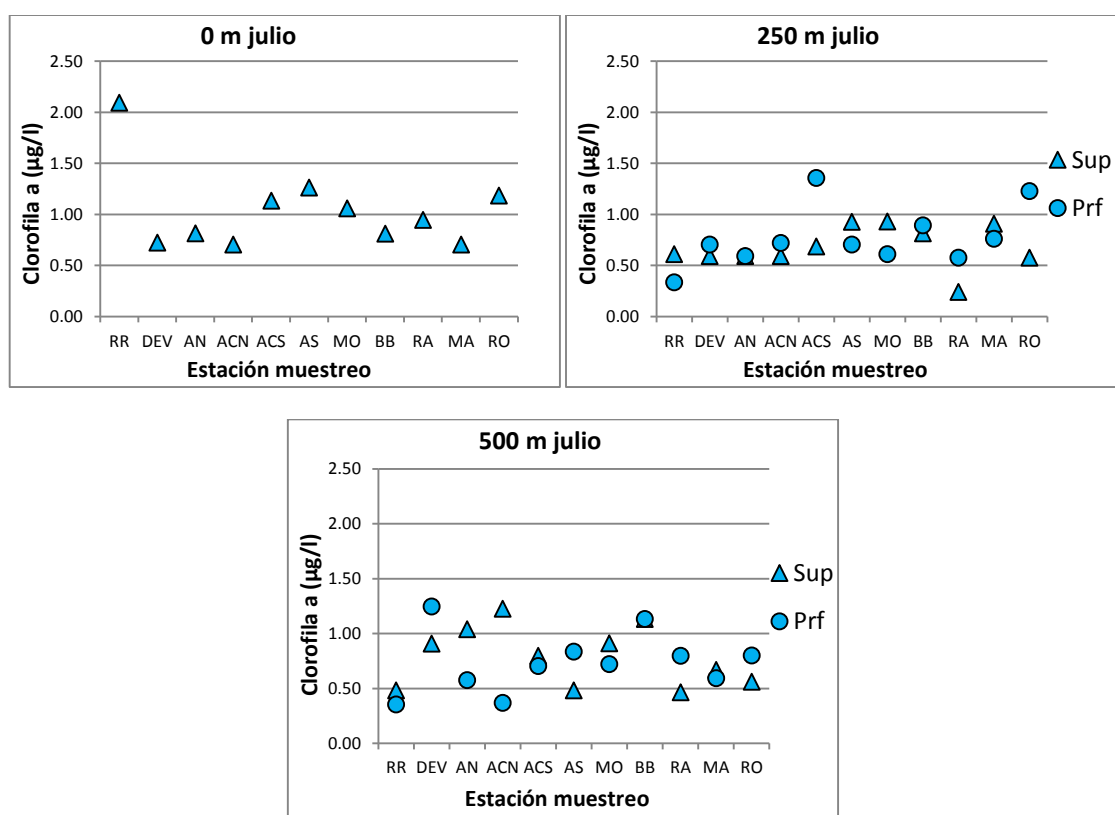 0 m julio
Clorofila a (µg/l)
2.50
2.00
1.50
1.00
0.50
0.00
RR DEV AN ACN ACS AS MO BB RA MA RO
Estación muestreo
250 m julio
Clorofila a (µg/l)
2.50
2.00
1.50
1.00
0.50
0.00
RR DEV AN ACN ACS AS MO BB RA MA RO
Estación muestreo
Sup
Prf
500 m julio
Clorofila a (µg/l)
2.50
2.00
1.50
1.00
0.50
0.00
RR DEV AN ACN ACS AS MO BB RA MA RO
Estación muestreo
Sup
Prf